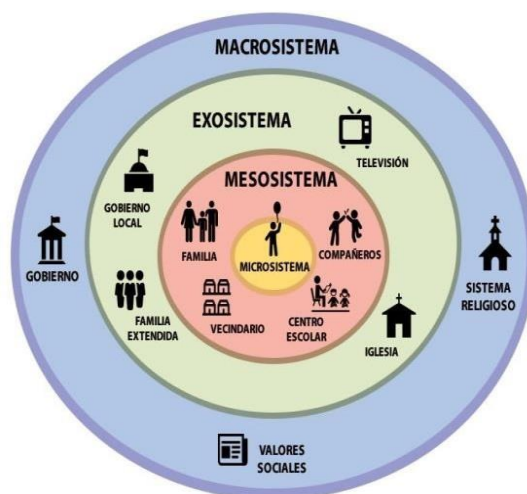 MACROSISTEMA
EXOSISTEMA
TELEVISIÓN
MESOSISTEMA
GOBIERNO
LOCAL
FAMILIA
COMPAÑEROS
MICROSISTEMA
GOBIERNO
SISTEMA
RELIGIOSO
FAMILIA
EXTENDIDA
VECINDARIO
CENTRO
ESCOLAR
IGLESIA
VALORES
SOCIALES